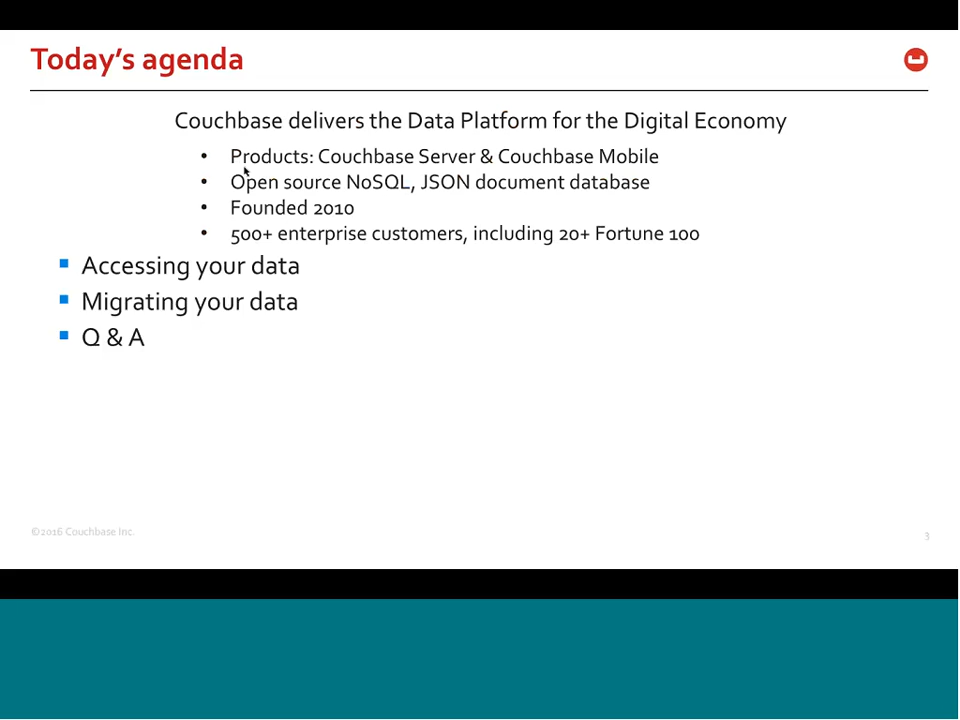 Today's agenda
Couchbase delivers the Data Platform for the Digital Economy
• Products: Couchbase Server & Couchbase Mobile
• Open source NoSQL, JSON document database
• Founded 2010
• 500+ enterprise customers, including 20+ Fortune 100
▪ Accessing your data
▪ Migrating your data
▪ Q & A
©2016 Couchbase Inc.
3